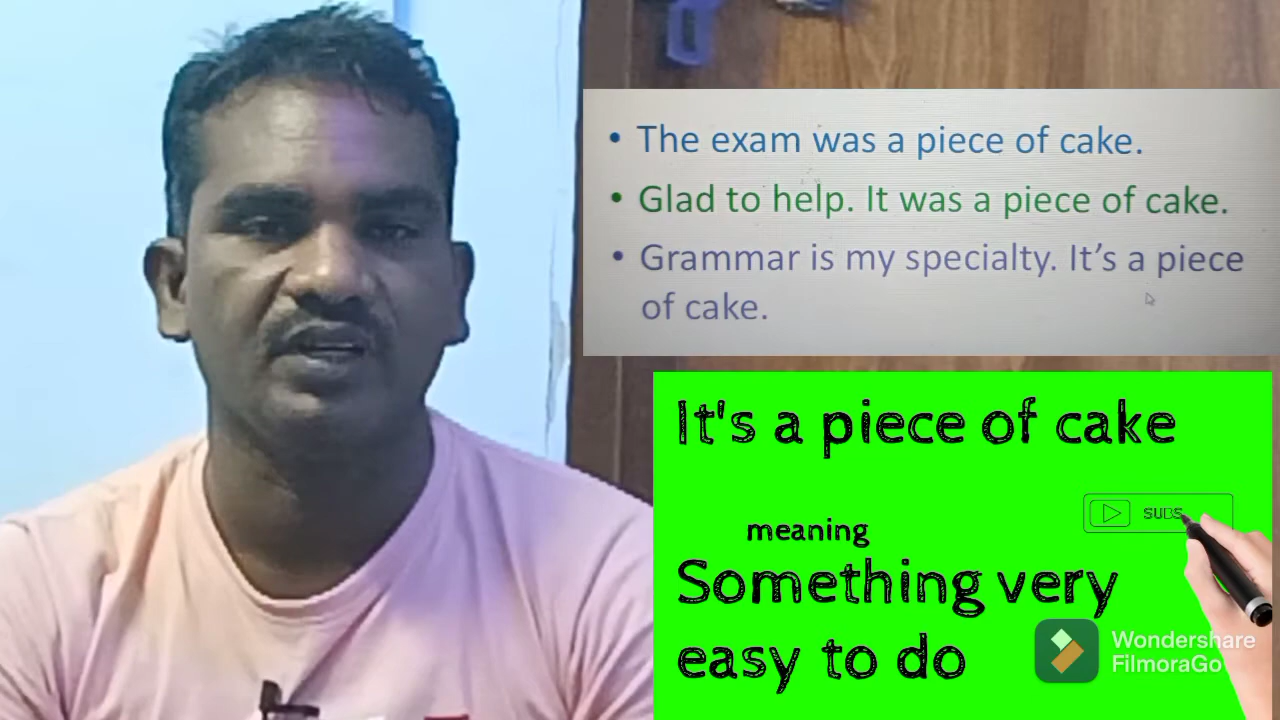 • The exam was a piece of cake.
• Glad to help. It was a piece of cake.
• Grammar is my specialty. It’s a piece
of cake.
It's a piece of cake
SUBS
meaning
Something very
easy to do
Wondershare
FilmoraGo